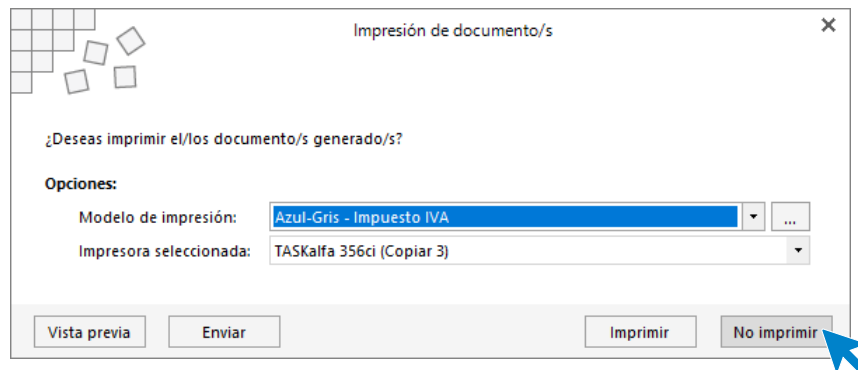 Impresión de documento/s
¿Deseas imprimir el/los documento/s generado/s?
Opciones:
Modelo de impresión: Azul-Gris - Impuesto IVA ...
Impresora seleccionada: TASKalfa 356ci (Copiar 3)
Vista previa Enviar Imprimir No imprimir